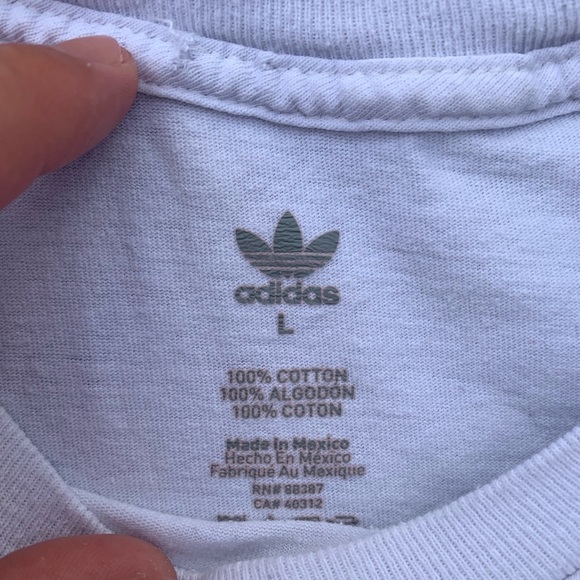 adidas
L
100% COTTON
100% ALGODÓN
100% COTON
Made In Mexico
Hecho En México
Fabriqué Au Mexique
RN# 88387
CA# 40312